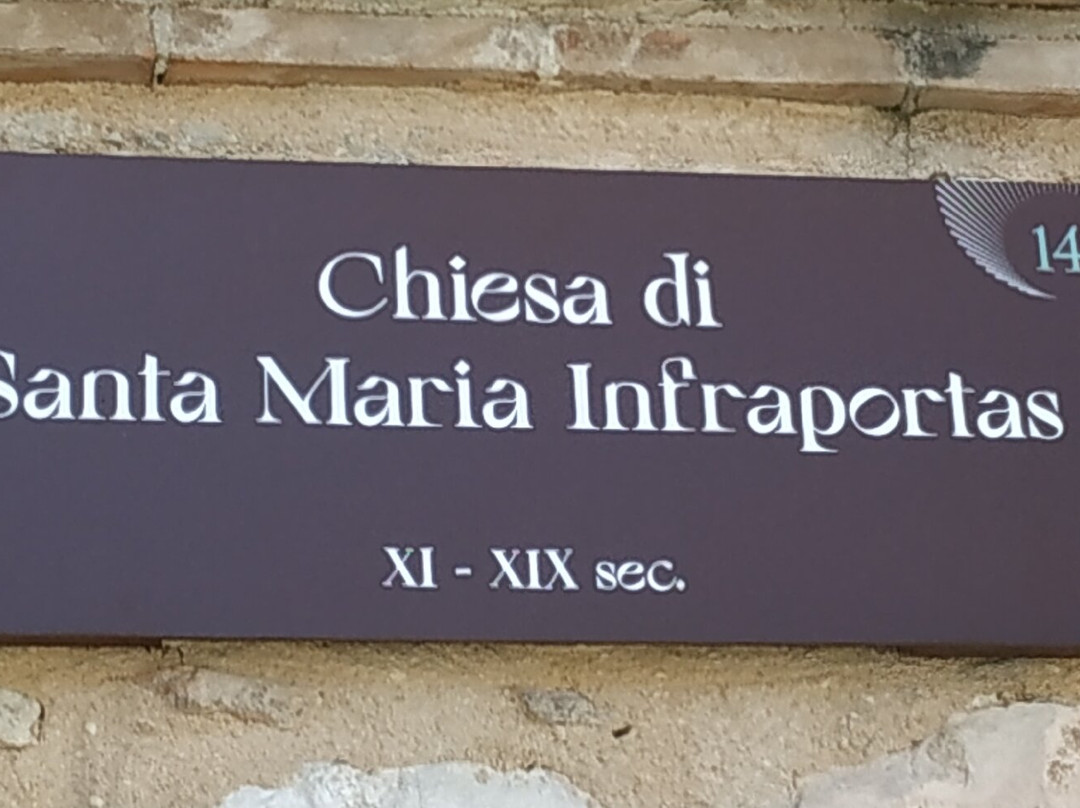 14
Chiesa di
Santa Maria Infraportas
XI - XIX sec.